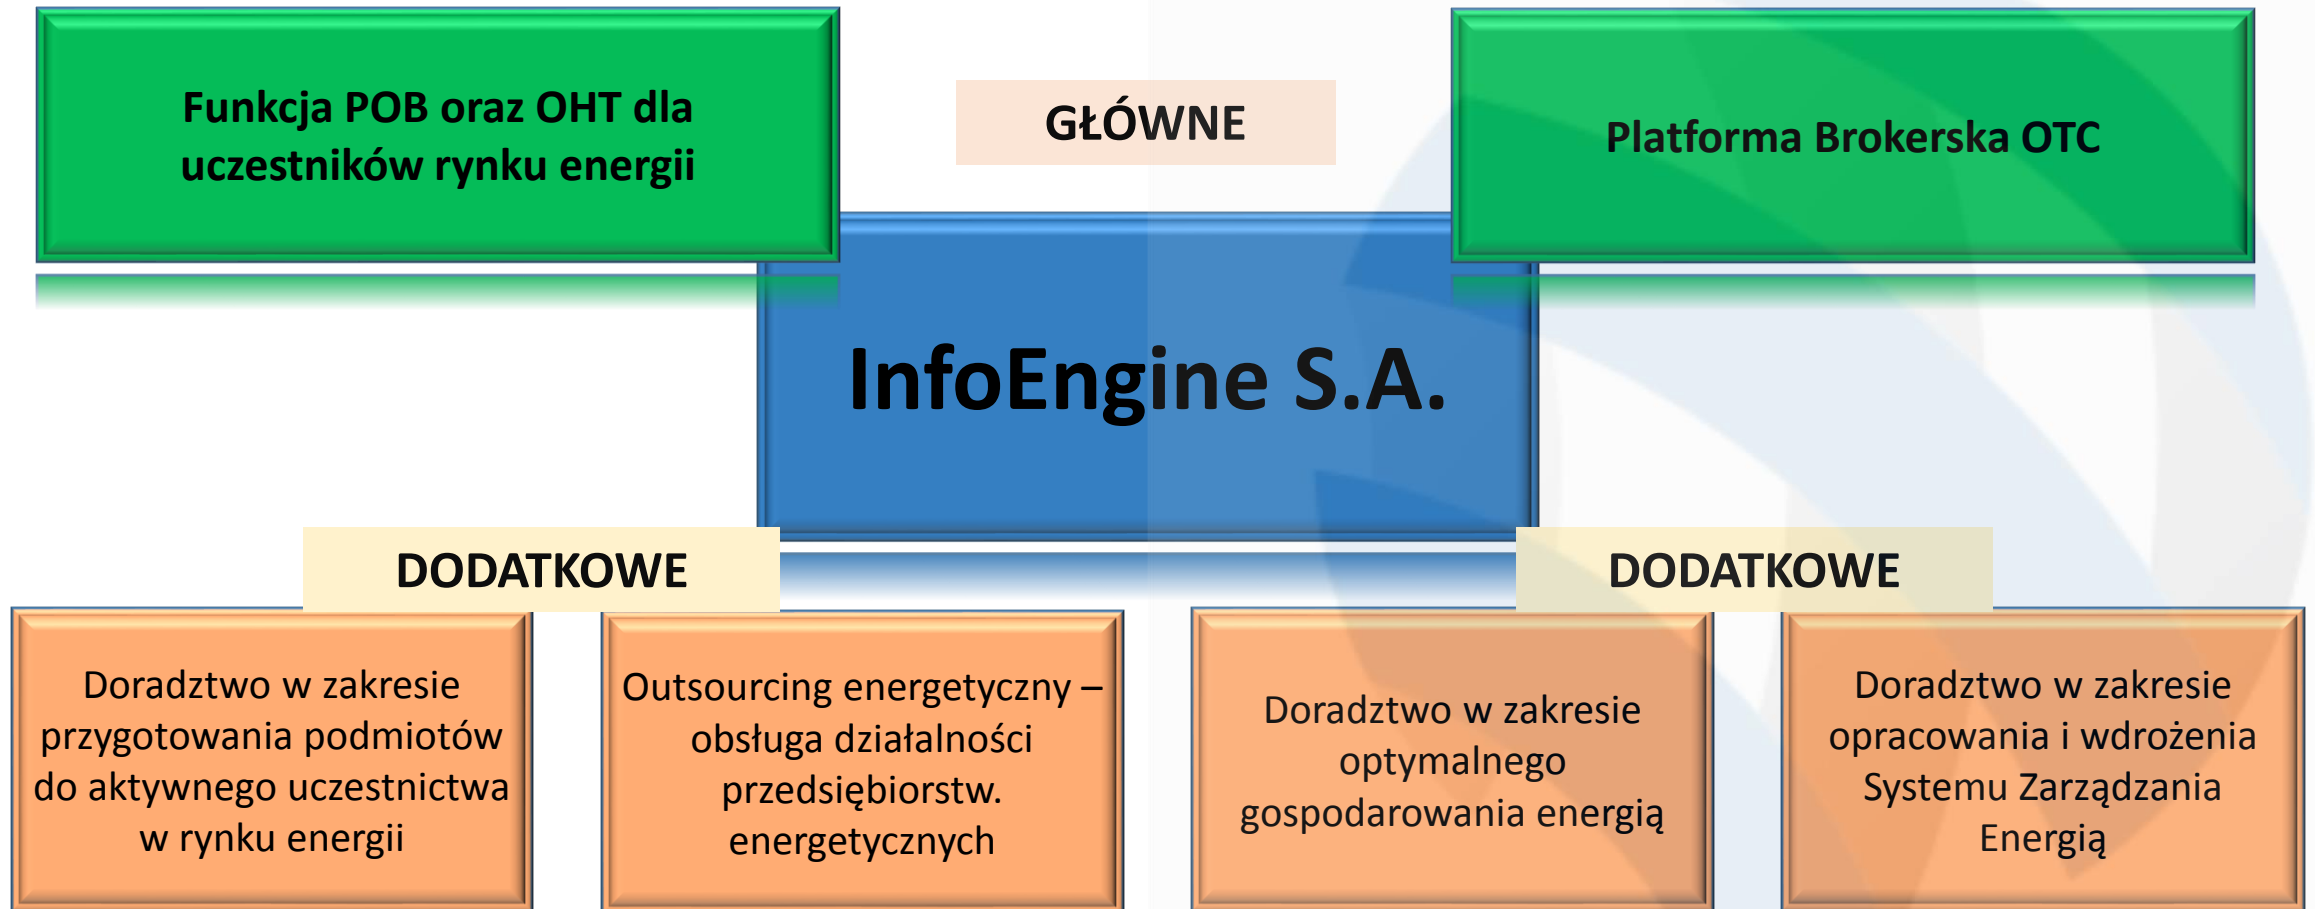 Funkcja POB oraz OHT dla
uczestników rynku energii
GŁÓWNE
Platforma Brokerska OTC
InfoEngine S.A.
DODATKOWE
DODATKOWE
Doradztwo w zakresie
przygotowania podmiotów
do aktywnego uczestnictwa
w rynku energii
Outsourcing energetyczny –
obsługa działalności
przedsiębiorstw.
energetycznych
Doradztwo w zakresie
optymalnego
gospodarowania energią
Doradztwo w zakresie
opracowania i wdrożenia
Systemu Zarządzania
Energią